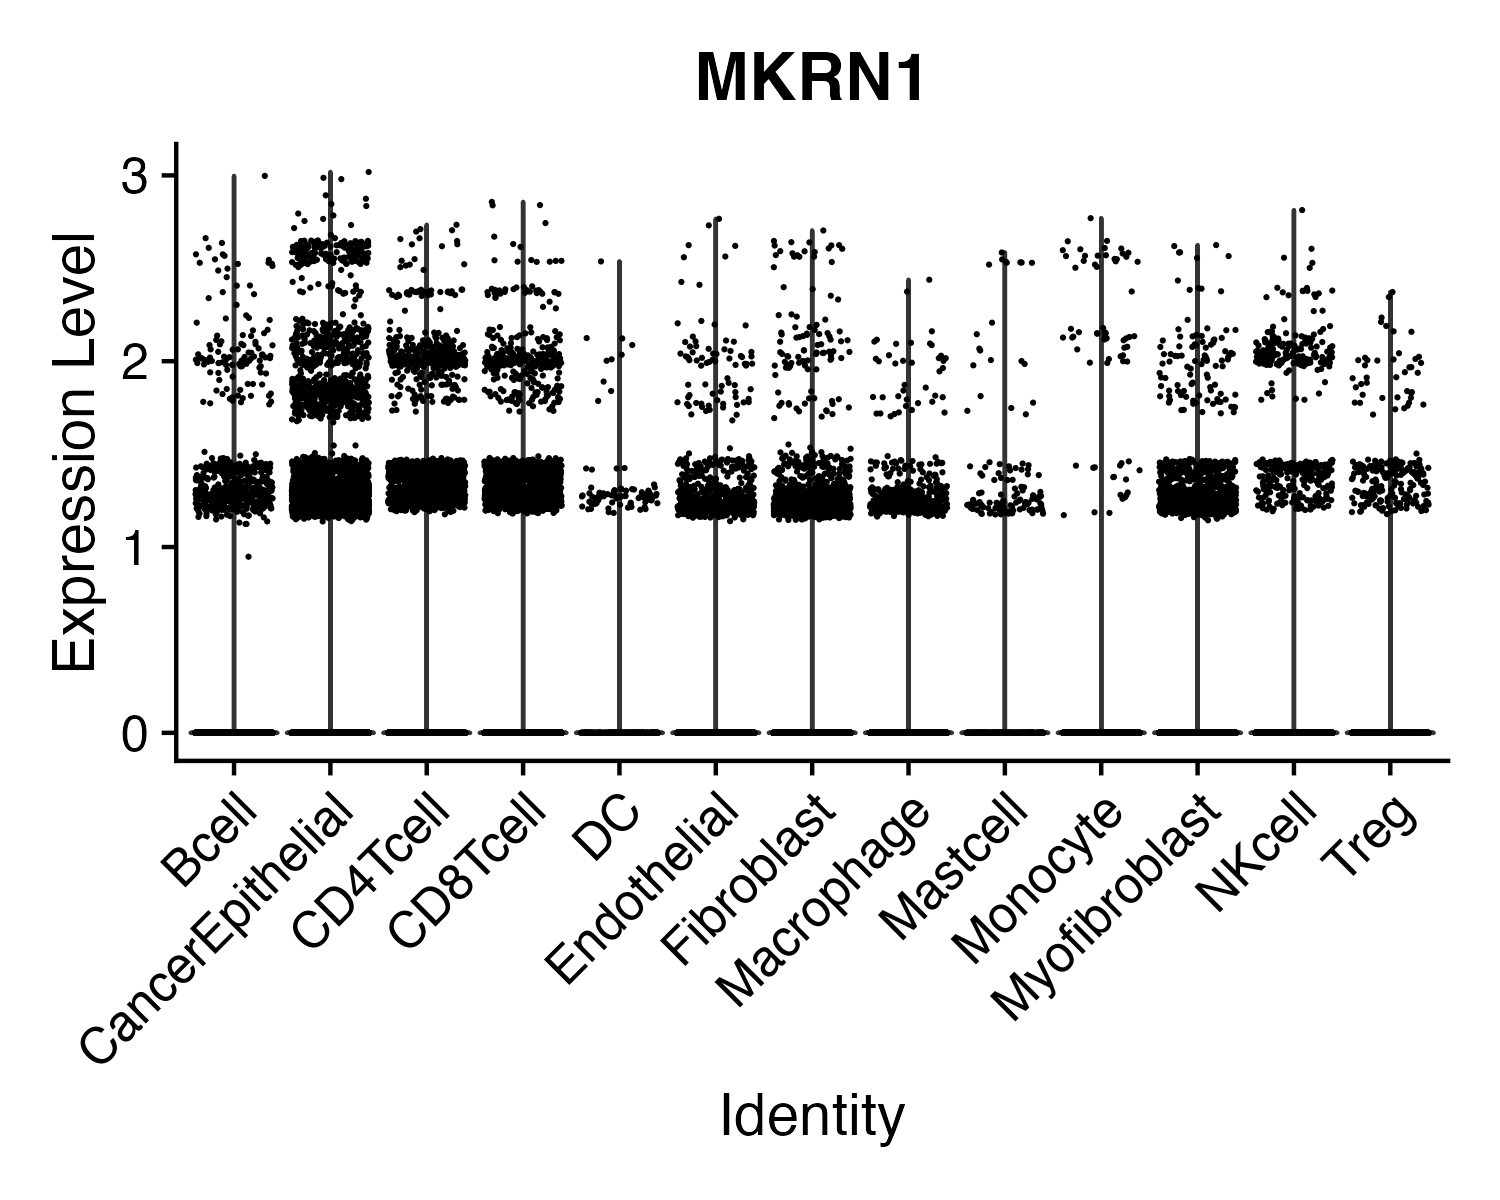 MKRN1
Expression Level
3
2
1
0
Bcell
CancerEpithelial
CD4Tcell
CD8Tcell
DC
Endothelial
Fibroblast
Macrophage
Mastcell
Monocyte
Myofibroblast
NKcell
Treg
Identity